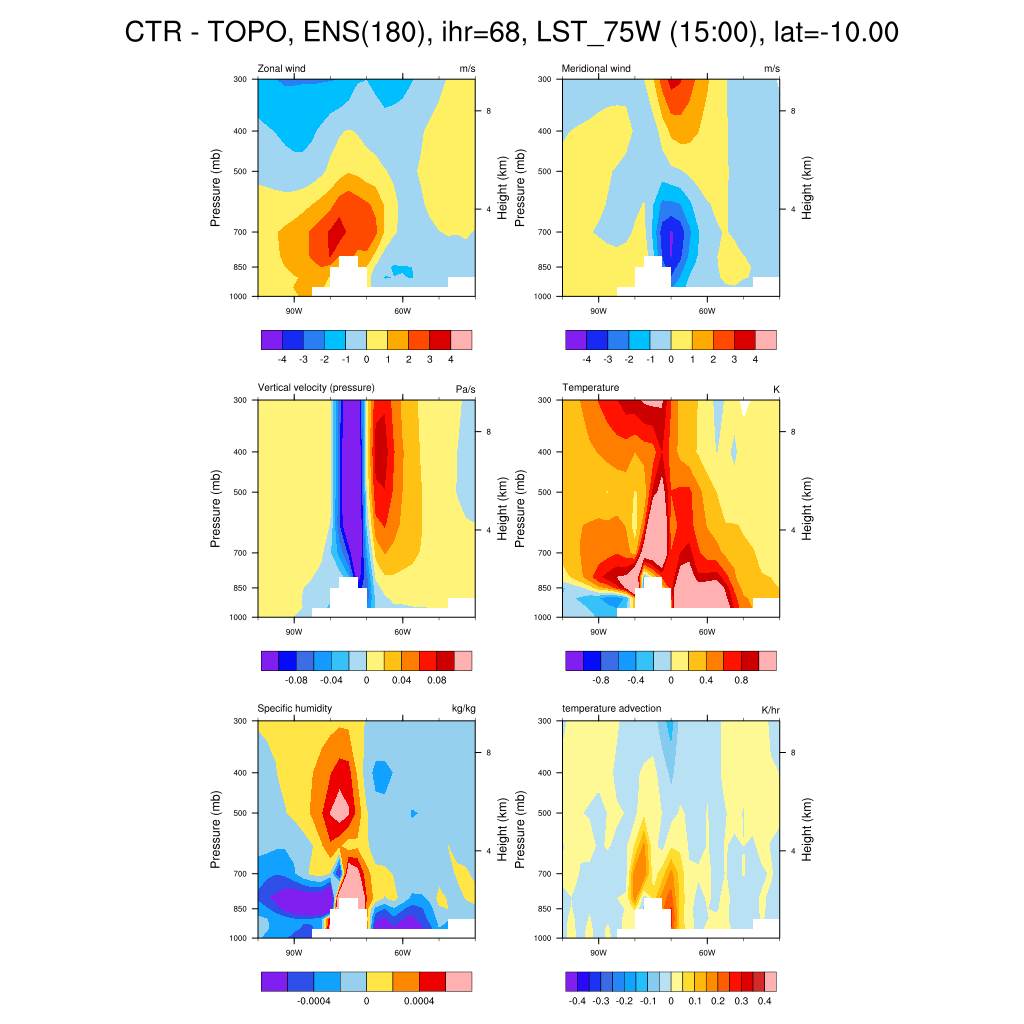 CTR - TOPO, ENS(180), ihr=68, LST_75W (15:00), lat=-10.00
Zonal wind m/s
Pressure (mb)
300
400
500
700
850
1000
8
4
Height (km)
90W 60W
-4 -3 -2 -1 0 1 2 3 4
Meridional wind m/s
Pressure (mb)
300
400
500
700
850
1000
8
4
Height (km)
90W 60W
-4 -3 -2 -1 0 1 2 3 4
Vertical velocity (pressure) Pa/s
Pressure (mb)
300
400
500
700
850
1000
8
4
Height (km)
90W 60W
-0.08 -0.04 0 0.04 0.08
Temperature K
Pressure (mb)
300
400
500
700
850
1000
8
4
Height (km)
90W 60W
-0.8 -0.4 0 0.4 0.8
Specific humidity kg/kg
Pressure (mb)
300
400
500
700
850
1000
8
4
Height (km)
90W 60W
-0.0004 0 0.0004
temperature advection K/hr
Pressure (mb)
300
400
500
700
850
1000
8
4
Height (km)
90W 60W
-0.4 -0.3 -0.2 -0.1 0 0.1 0.2 0.3 0.4